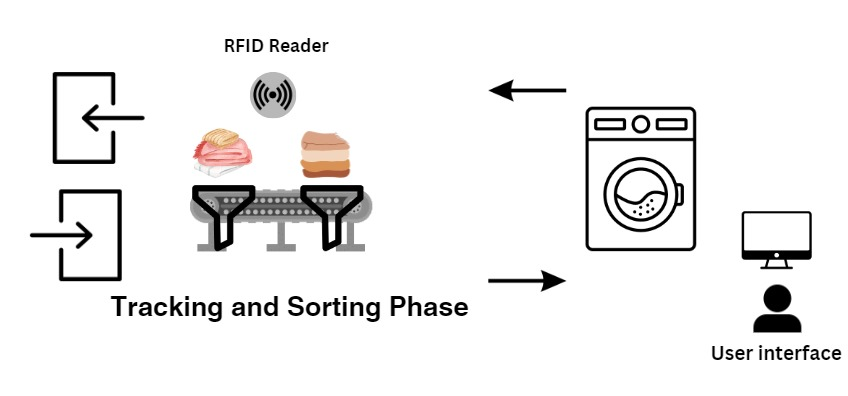 RFID Reader
Tracking and Sorting Phase
User interface